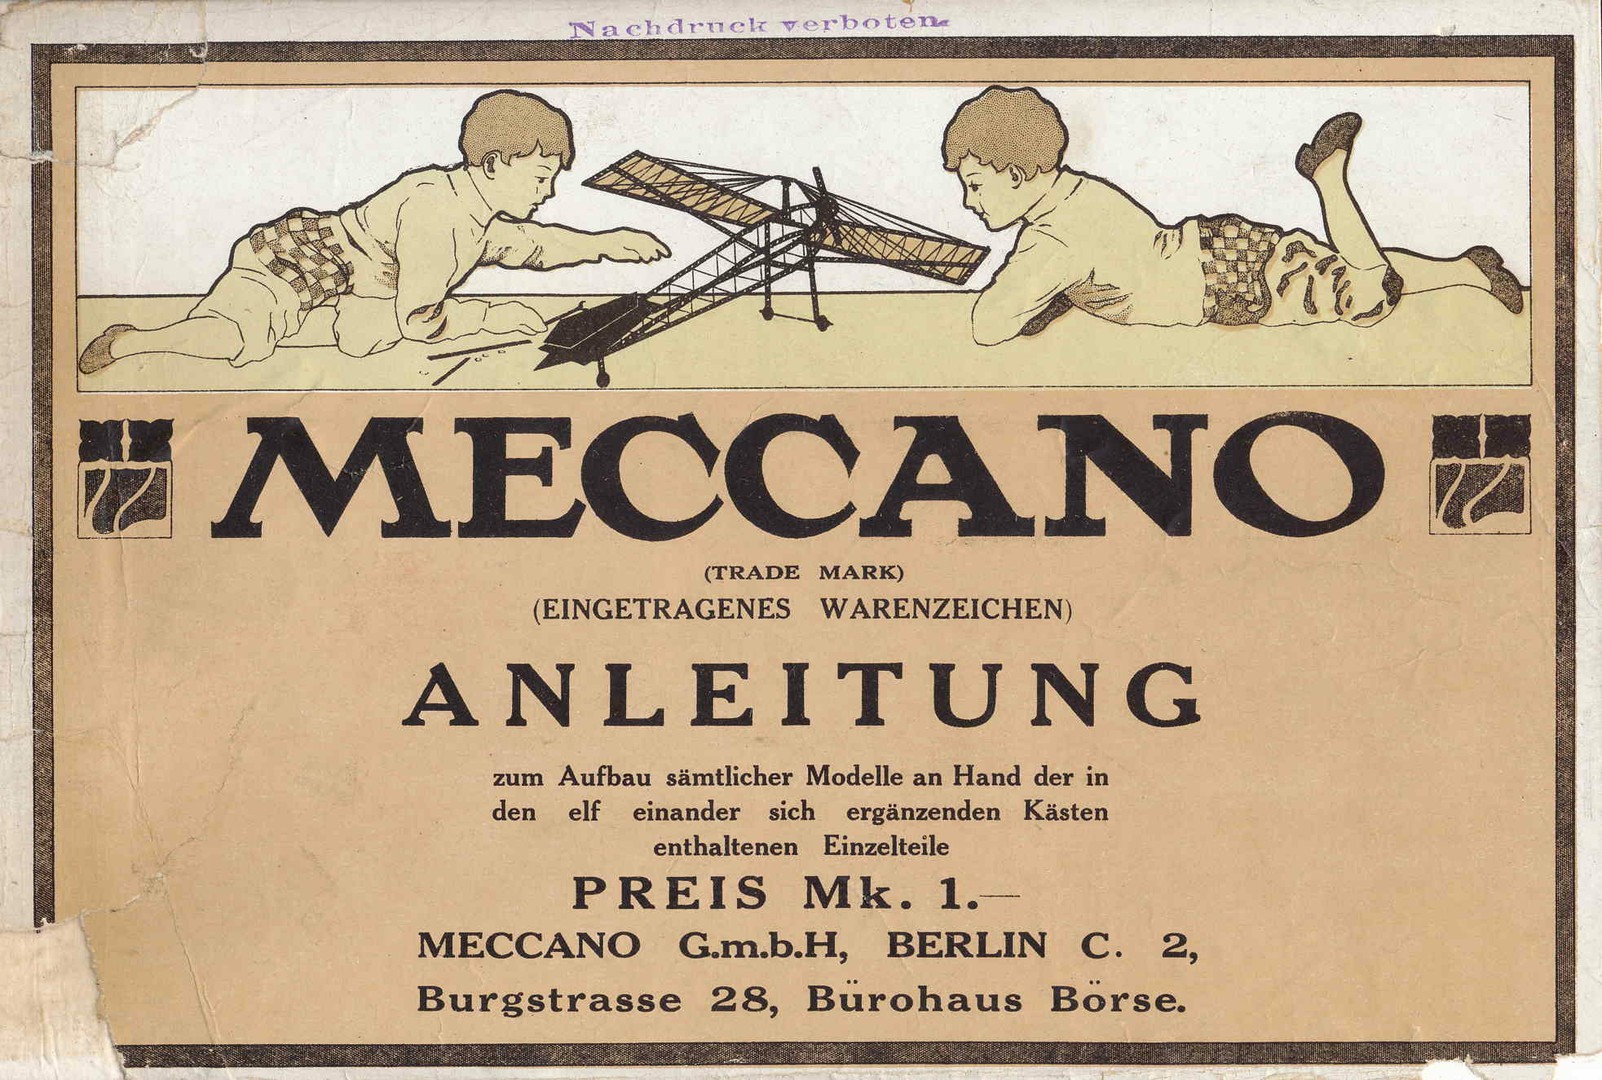 Nachdruck verboten.
MECCANO
(TRADE MARK)
(EINGETRAGENES WARENZEICHEN)
ANLEITUNG
zum Aufbau sämtlicher Modelle an Hand der in
den elf einander sich ergänzenden Kästen
enthaltenen Einzelteile
PREIS Mk. 1.—
MECCANO G.m.b.H, BERLIN C. 2,
Burgstrasse 28, Bürohaus Börse.